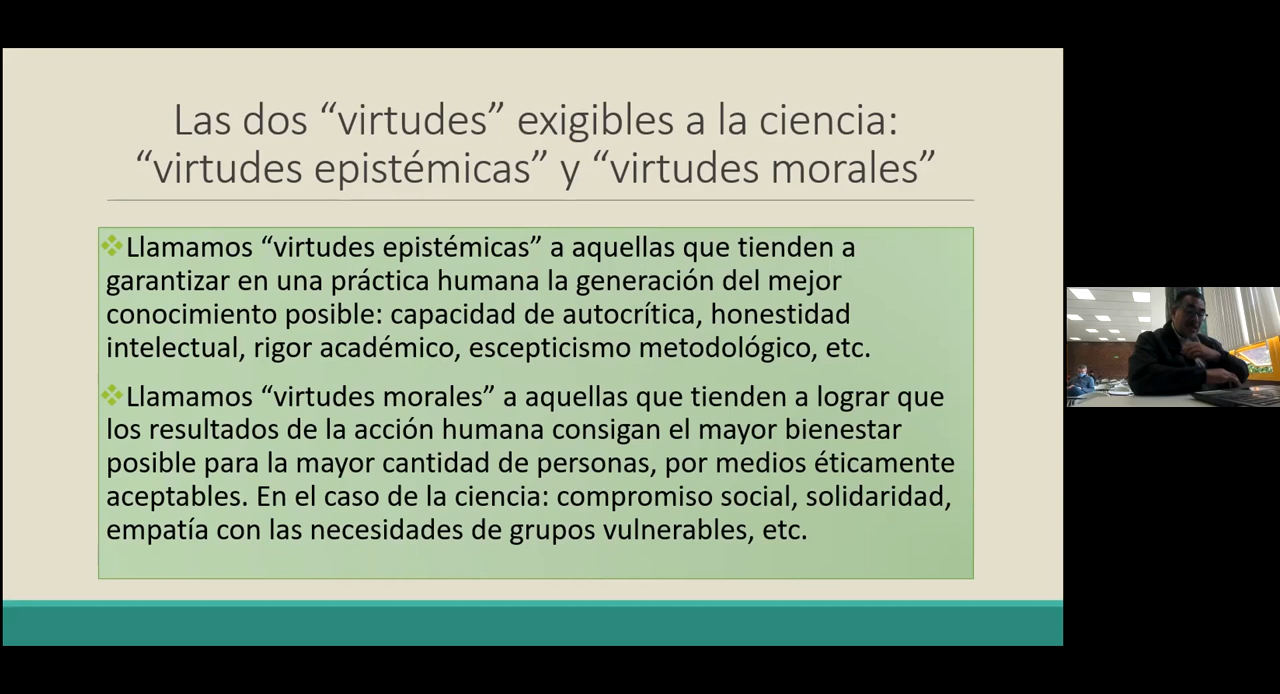 Las dos “virtudes” exigibles a la ciencia:
“virtudes epistémicas” y “virtudes morales”
❖Llamamos “virtudes epistémicas” a aquellas que tienden a
garantizar en una práctica humana la generación del mejor
conocimiento posible: capacidad de autocrítica, honestidad
intelectual, rigor académico, escepticismo metodológico, etc.
❖Llamamos “virtudes morales” a aquellas que tienden a lograr que
los resultados de la acción humana consigan el mayor bienestar
posible para la mayor cantidad de personas, por medios éticamente
aceptables. En el caso de la ciencia: compromiso social, solidaridad,
empatía con las necesidades de grupos vulnerables, etc.